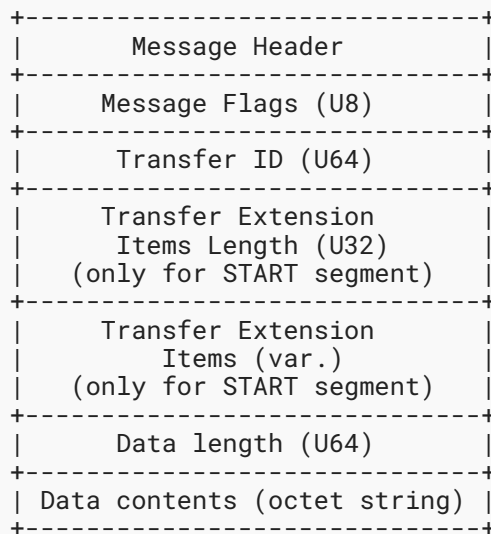 +------------------------------+
|       Message Header         |
+------------------------------+
|     Message Flags (U8)       |
+------------------------------+
|      Transfer ID (U64)       |
+------------------------------+
|     Transfer Extension       |
|      Items Length (U32)      |
|   (only for START segment)   |
+------------------------------+
|     Transfer Extension       |
|         Items (var.)         |
|   (only for START segment)   |
+------------------------------+
|      Data length (U64)       |
+------------------------------+
| Data contents (octet string) |
+------------------------------+